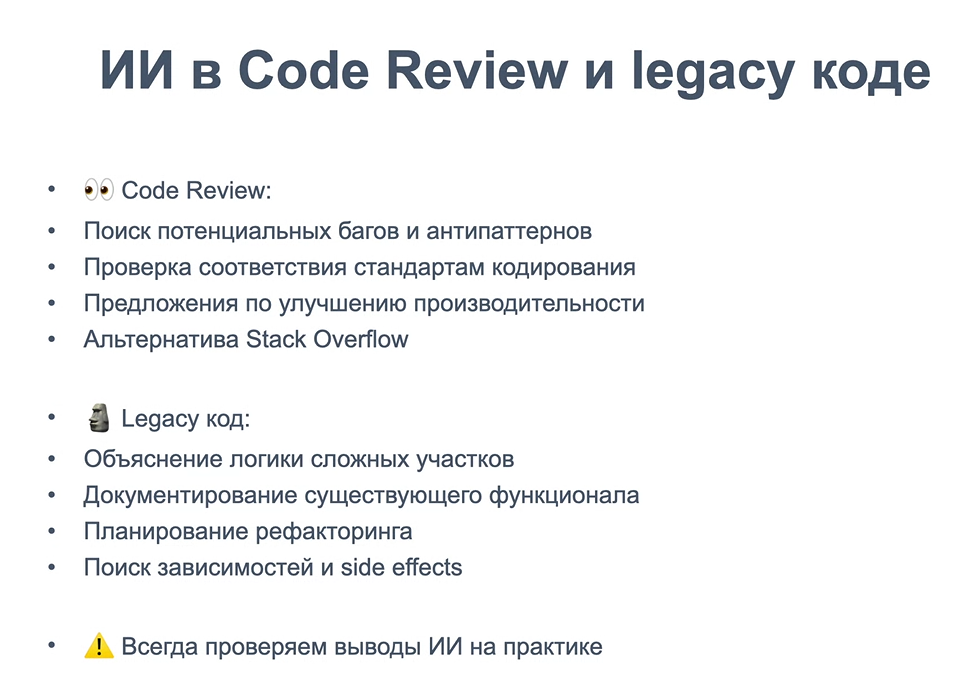 ИИ в Code Review и legacy коде
• 👀 Code Review:
• Поиск потенциальных багов и антипаттернов
• Проверка соответствия стандартам кодирования
• Предложения по улучшению производительности
• Альтернатива Stack Overflow
• 🗿 Legacy код:
• Объяснение логики сложных участков
• Документирование существующего функционала
• Планирование рефакторинга
• Поиск зависимостей и side effects
• ⚠️ Всегда проверяем выводы ИИ на практике